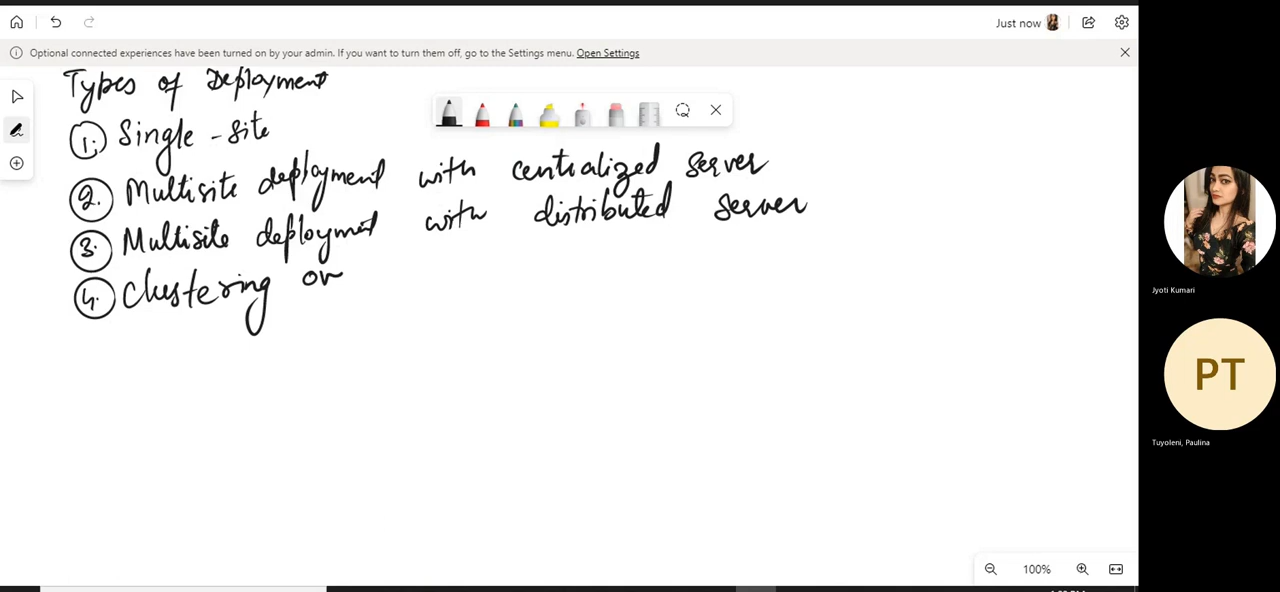 Just now
Optional connected experiences have been turned on by your admin. If you want to turn them off, go to the Settings menu. Open Settings
Types of Deployment
1. Single - Site
2. Multisite deployment with centralized server
3. Multisite deployment with distributed server
4. Clustering ov
Jyoti Kumari
PT
Tuyoleni, Paulina
100%